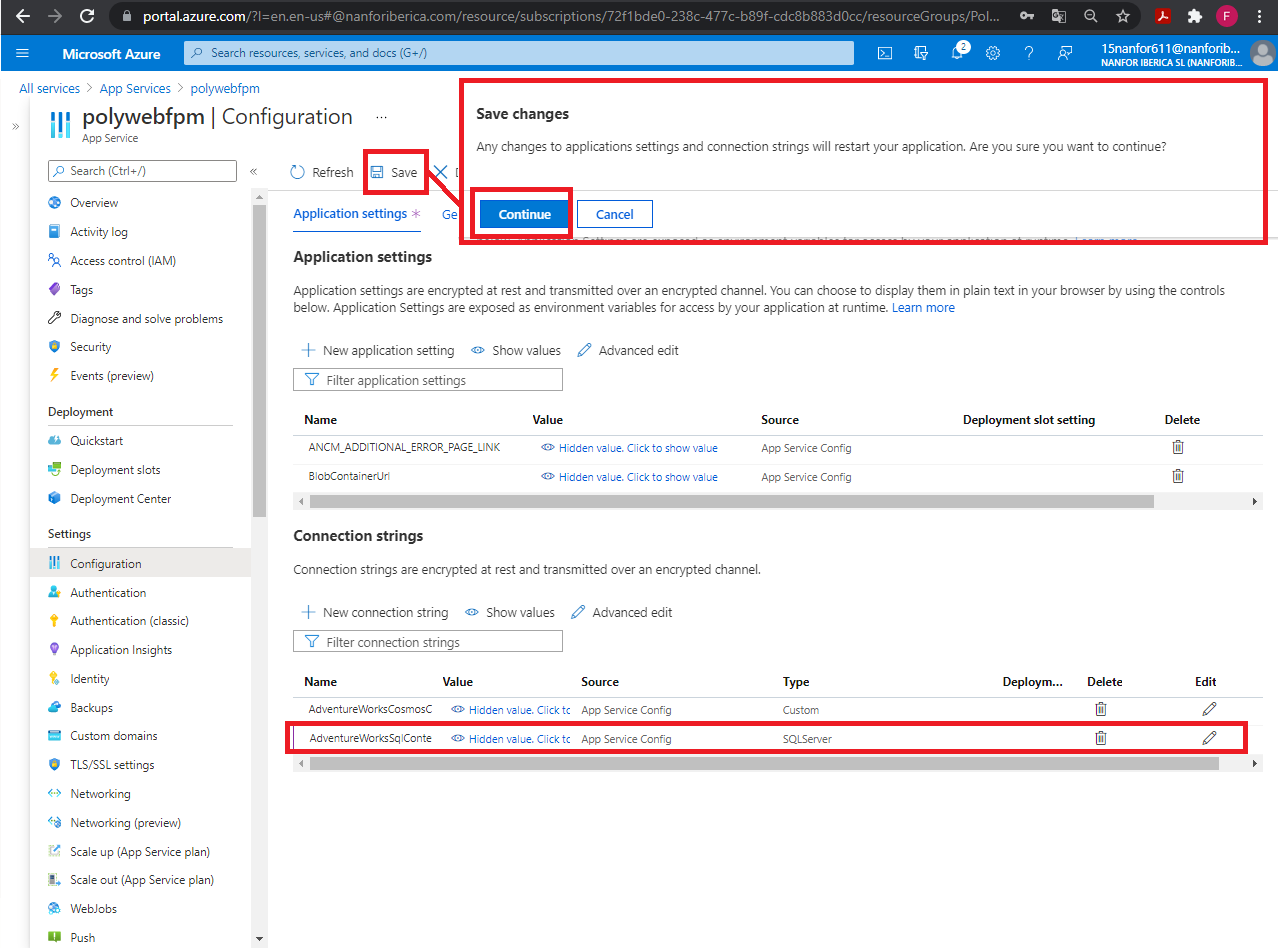 portal.azure.com/?l=en.en-us#@nanforiberica.com/resource/subscriptions/72f1bde0-238c-477c-b89f-cdc8b883d0cc/resourceGroups/Pol...
F
Microsoft Azure
Search resources, services, and docs (G+/)
2
15nanfor611@nanforib...
NANFOR IBERICA SL (NANFORIB...
All services > App Services > polywebfpm
»
polywebfpm | Configuration ...
App Service
Search (Ctrl+/)
«
Overview
Activity log
Access control (IAM)
Tags
Diagnose and solve problems
Security
Events (preview)
Deployment
Quickstart
Deployment slots
Deployment Center
Settings
Configuration
Authentication
Authentication (classic)
Application Insights
Identity
Backups
Custom domains
TLS/SSL settings
Networking
Networking (preview)
Scale up (App Service plan)
Scale out (App Service plan)
WebJobs
Push
Refresh Save
Save changes
Any changes to applications settings and connection strings will restart your application. Are you sure you want to continue?
Continue Cancel
Application settings * Ge
Application settings
Application settings are encrypted at rest and transmitted over an encrypted channel. You can choose to display them in plain text in your browser by using the controls
below. Application Settings are exposed as environment variables for access by your application at runtime. Learn more
New application setting Show values Advanced edit
Filter application settings
Name Value Source Deployment slot setting Delete
ANCM_ADDITIONAL_ERROR_PAGE_LINK Hidden value. Click to show value App Service Config
BlobContainerUrl Hidden value. Click to show value App Service Config
Connection strings
Connection strings are encrypted at rest and transmitted over an encrypted channel.
New connection string Show values Advanced edit
Filter connection strings
Name Value Source Type Deploym... Delete Edit
AdventureWorksCosmosC Hidden value. Click to App Service Config Custom
AdventureWorksSqlConte Hidden value. Click to App Service Config SQLServer